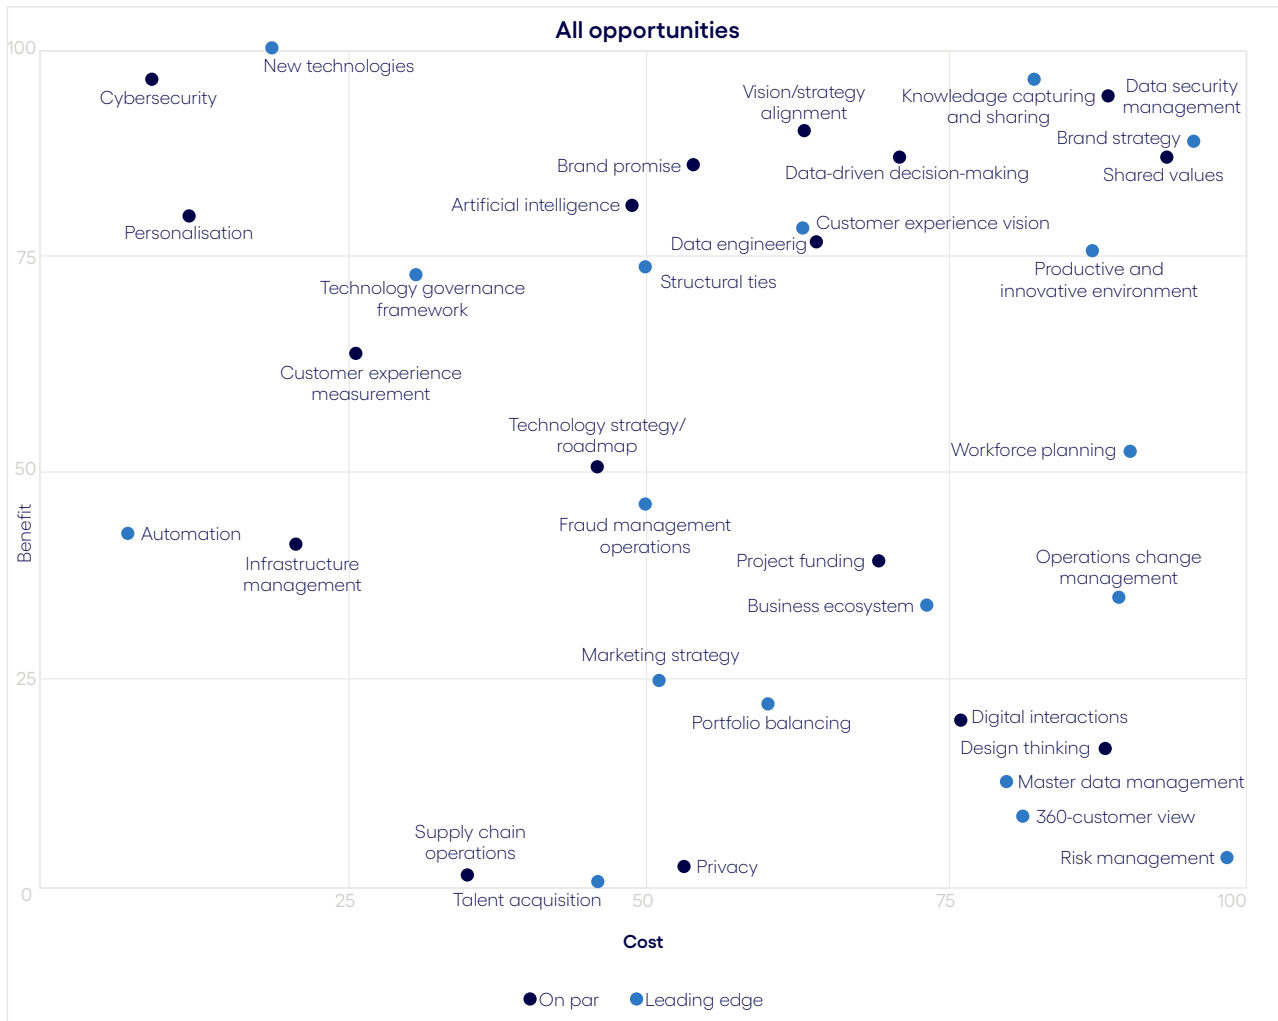 All opportunities
100
New technologies
Cybersecurity
Vision/strategy
alignment
Knowledage capturing
and sharing
Data security
management
Brand strategy
Brand promise
Data-driven decision-making
Shared values
Artificial intelligence
Personalisation
Customer experience vision
Data engineerig
75
Structural ties
Productive and
innovative environment
Technology governance
framework
Customer experience
measurement
Technology strategy/
roadmap
Workforce planning
50
Benefit
Automation
Fraud management
operations
Infrastructure
management
Project funding
Operations change
management
Business ecosystem
Marketing strategy
25
Portfolio balancing
Digital interactions
Design thinking
Master data management
360-customer view
Supply chain
operations
Privacy
Risk management
0
Talent acquisition
25
50
75
100
Cost
On par
Leading edge